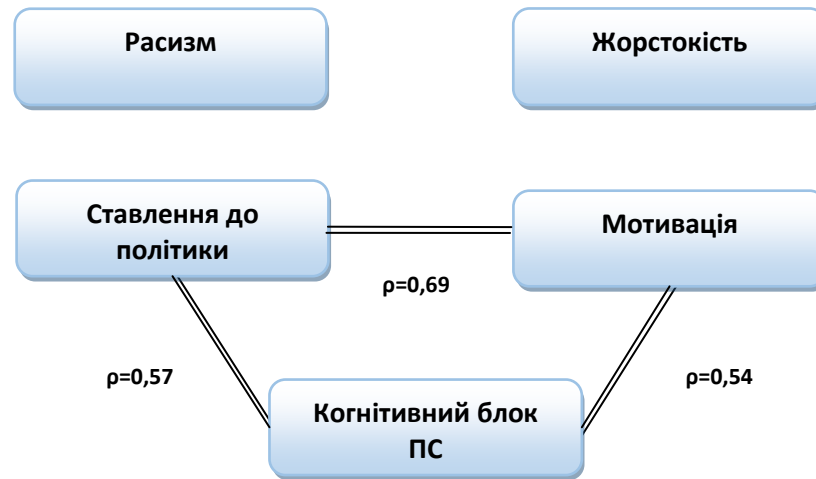 Расизм
Жорстокість
Ставлення до
політики
Мотивація
ρ=0,69
ρ=0,57
ρ=0,54
Когнітивний блок
ПС